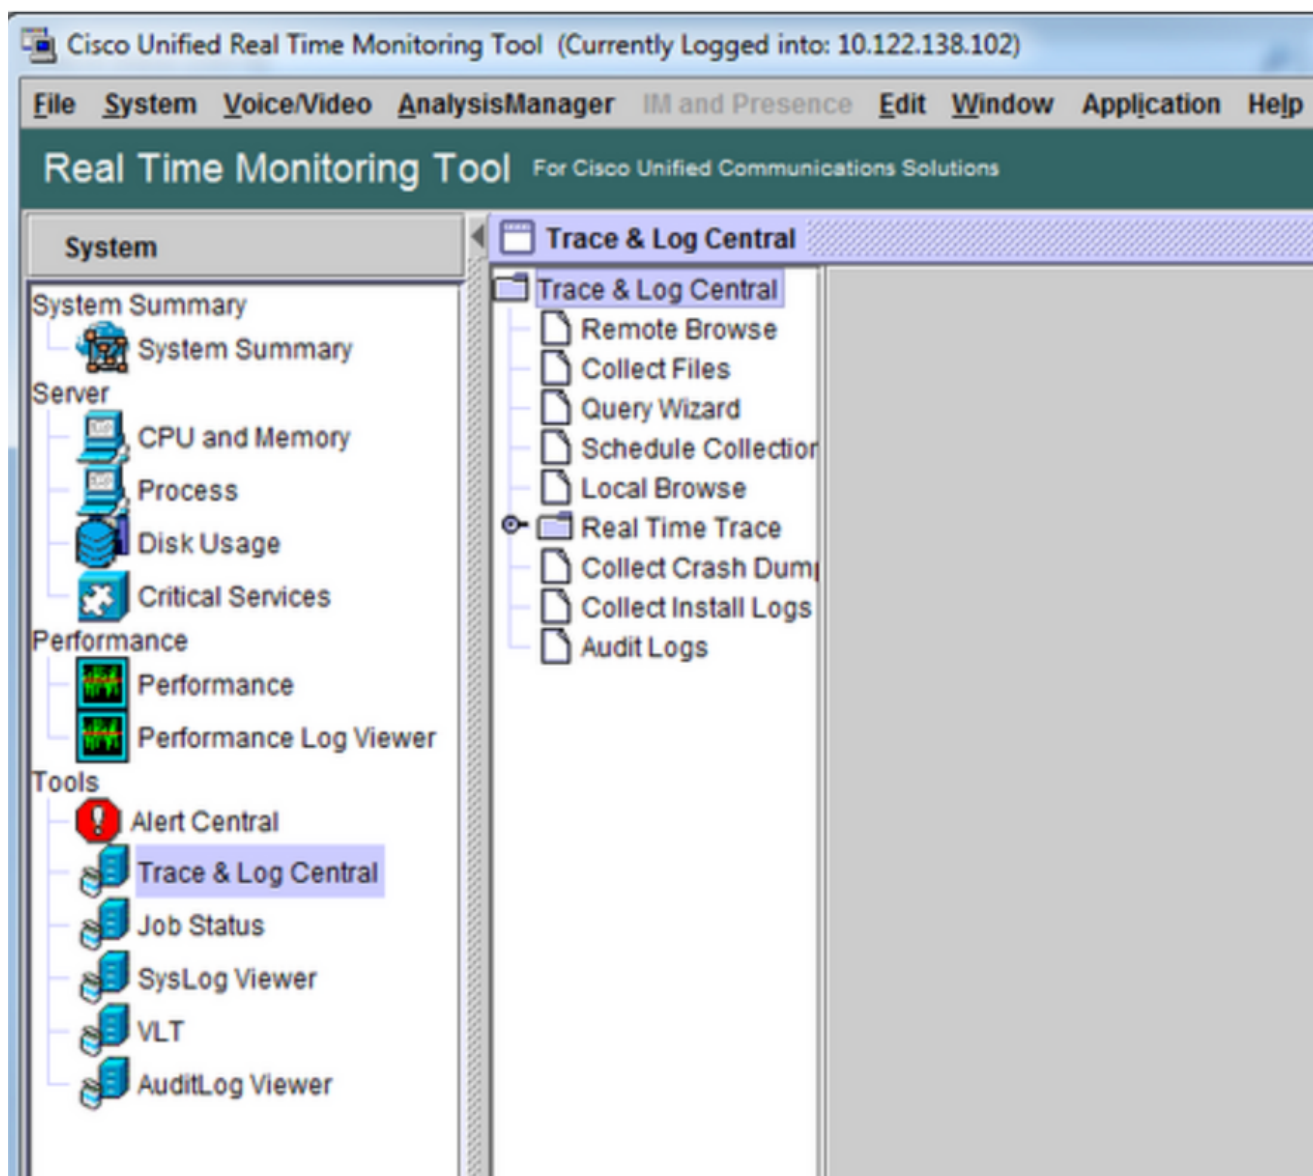 Cisco Unified Real Time Monitoring Tool (Currently Logged into: 10.122.138.102)
File System Voice/Video AnalysisManager IM and Presence Edit Window Application Help
Real Time Monitoring Tool For Cisco Unified Communications Solutions
System
System Summary
System Summary
Server
CPU and Memory
Process
Disk Usage
Critical Services
Performance
Performance
Performance Log Viewer
Tools
Alert Central
Trace & Log Central
Job Status
SysLog Viewer
VLT
AuditLog Viewer
Trace & Log Central
Trace & Log Central
Remote Browse
Collect Files
Query Wizard
Schedule Collection
Local Browse
Real Time Trace
Collect Crash Dump
Collect Install Logs
Audit Logs